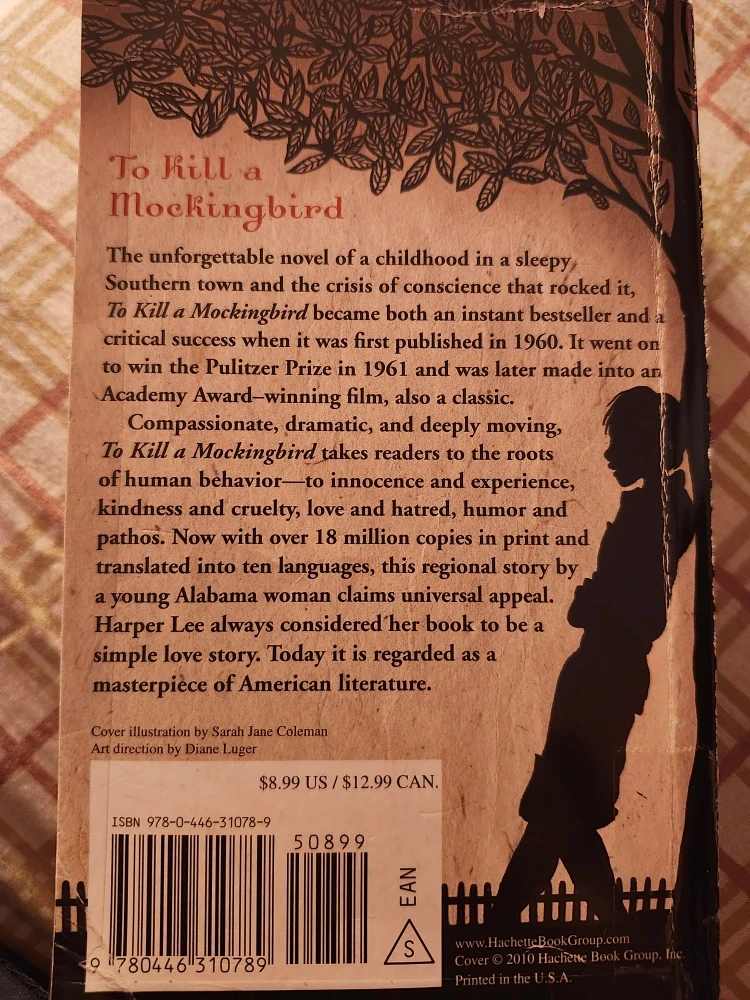 To Kill a
Mockingbird
The unforgettable novel of a childhood in a sleepy
Southern town and the crisis of conscience that rocked it,
To Kill a Mockingbird became both an instant bestseller and a
critical success when it was first published in 1960. It went on
to win the Pulitzer Prize in 1961 and was later made into an
Academy Award–winning film, also a classic.
Compassionate, dramatic, and deeply moving,
To Kill a Mockingbird takes readers to the roots
of human behavior—to innocence and experience,
kindness and cruelty, love and hatred, humor and
pathos. Now with over 18 million copies in print and
translated into ten languages, this regional story by
a young Alabama woman claims universal appeal.
Harper Lee always considered her book to be a
simple love story. Today it is regarded as a
masterpiece of American literature.
Cover illustration by Sarah Jane Coleman
Art direction by Diane Luger
$8.99 US / $12.99 CAN.
ISBN 978-0-446-31078-9
50899
9 780446 310789
EAN
S
www.HachetteBookGroup.com
Cover © 2010 Hachette Book Group, Inc.
Printed in the U.S.A.